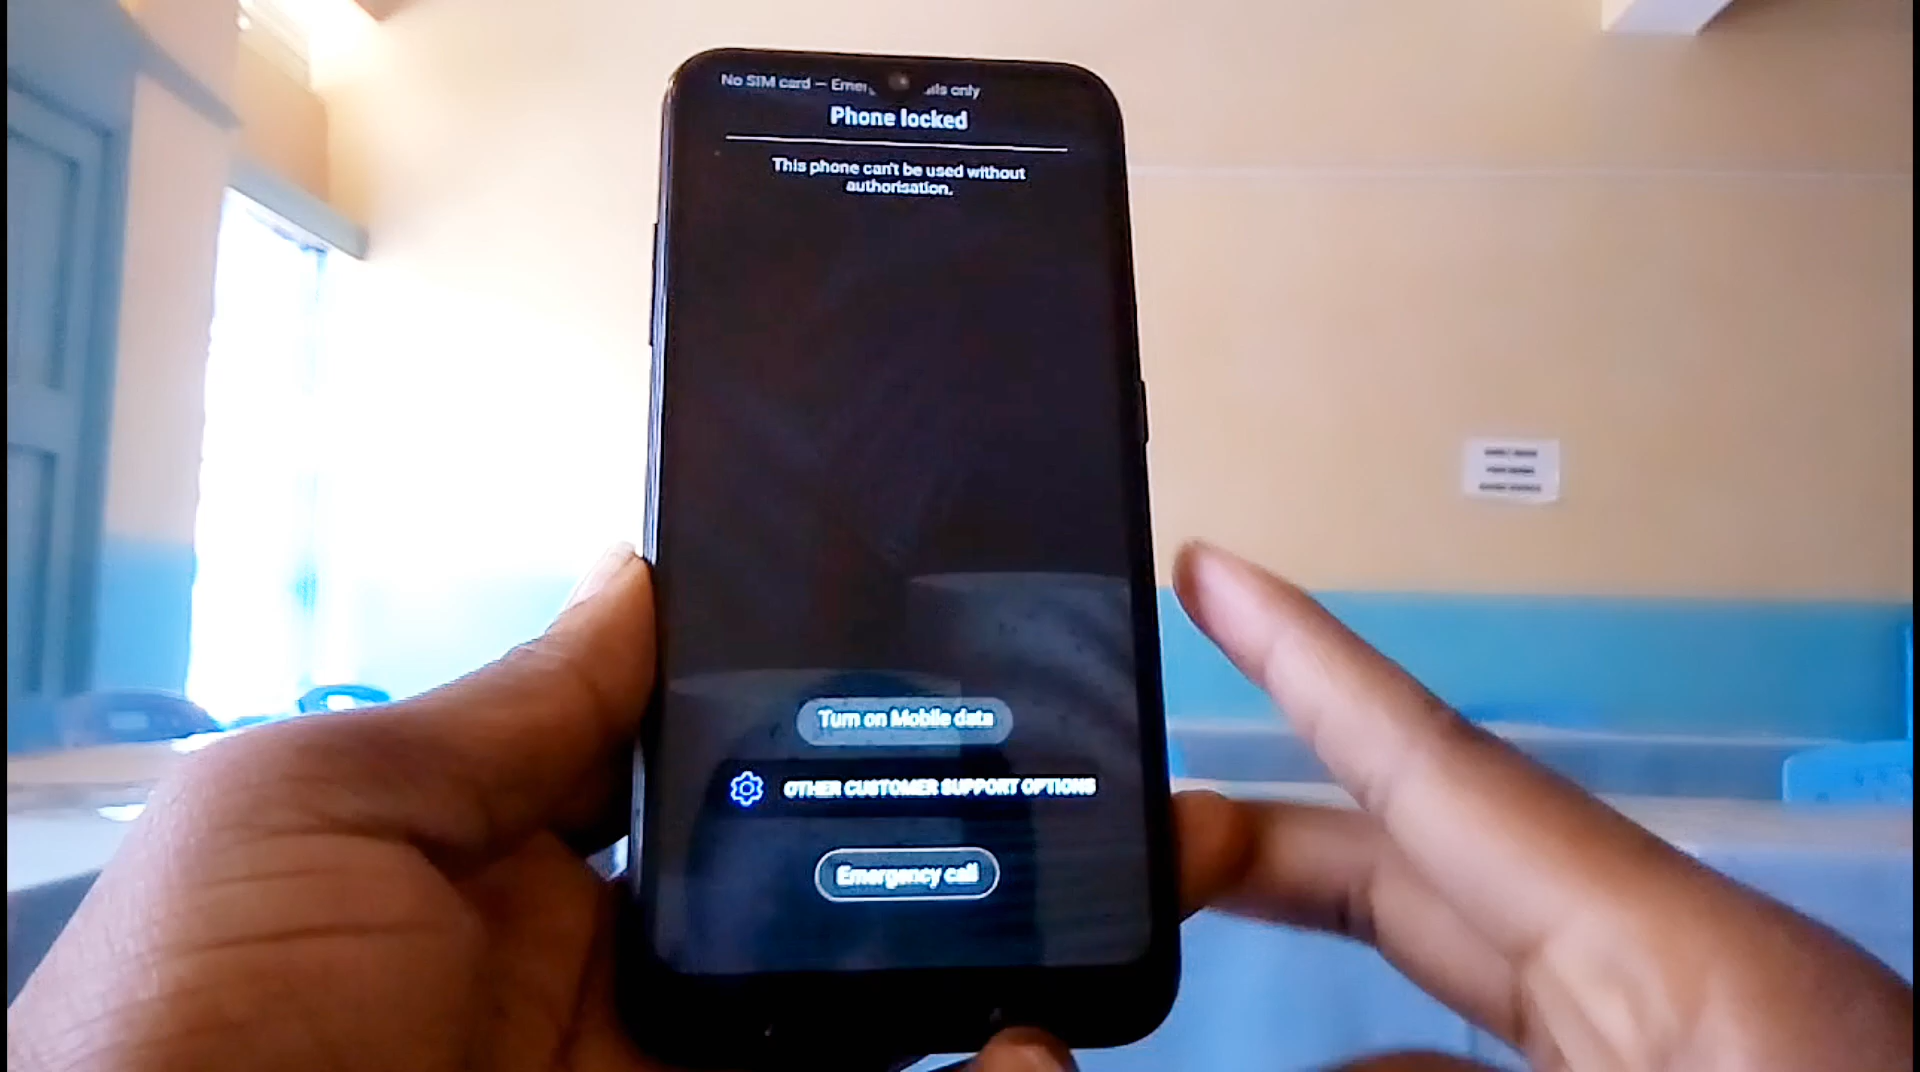 No SIM card — Emer ls only
Phone locked
This phone can't be used without
authorisation.
Turn on Mobile data
OTHER CUSTOMER SUPPORT OPTIONS
Emergency call